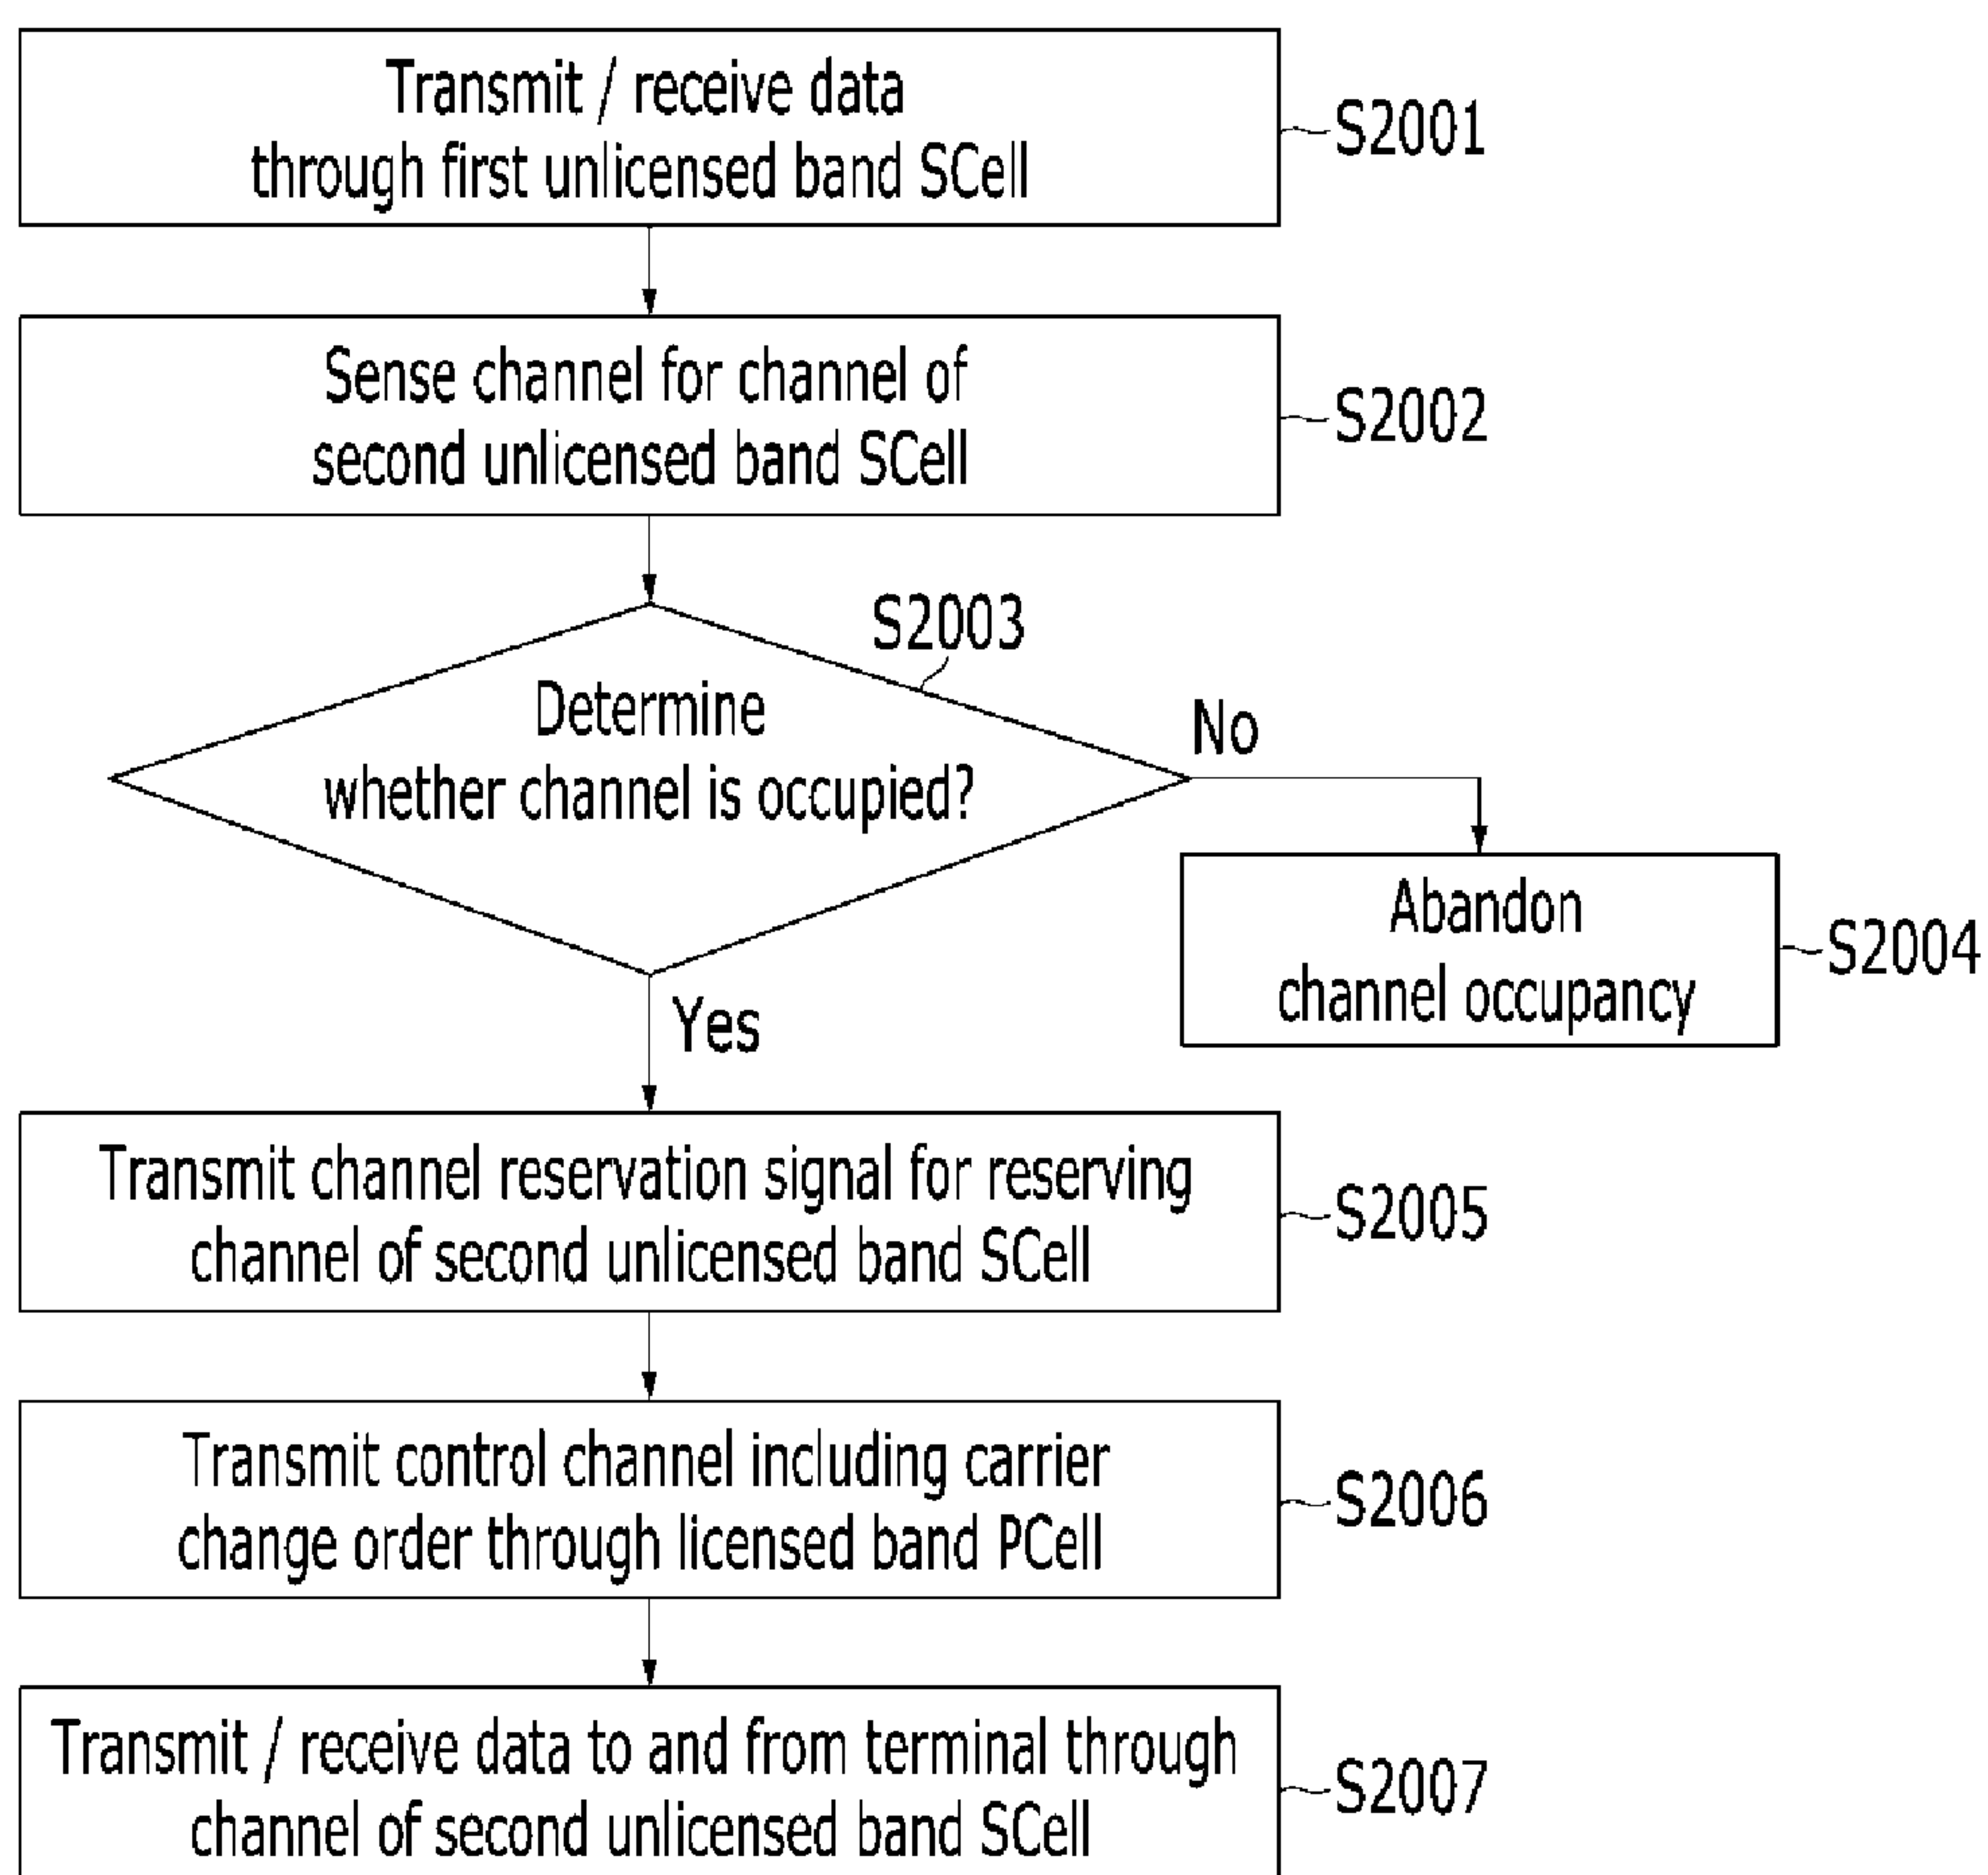 Transmit / receive data
through first unlicensed band SCell
S2001
Sense channel for channel of
second unlicensed band SCell
S2002
S2003
Determine
whether channel is occupied?
No
Abandon
channel occupancy
S2004
Yes
Transmit channel reservation signal for reserving
channel of second unlicensed band SCell
S2005
Transmit control channel including carrier
change order through licensed band PCell
S2006
Transmit / receive data to and from terminal through
channel of second unlicensed band SCell
S2007